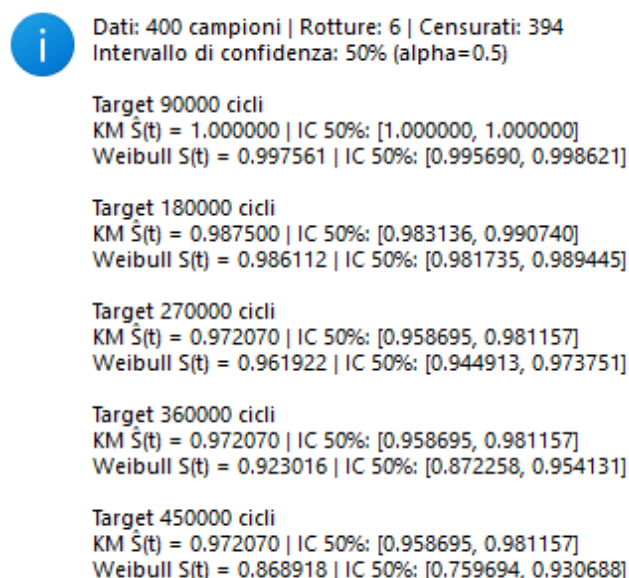 Dati: 400 campioni | Rotture: 6 | Censurati: 394
Intervallo di confidenza: 50% (alpha=0.5)
Target 90000 cicli
KM Ŝ(t) = 1.000000 | IC 50%: [1.000000, 1.000000]
Weibull S(t) = 0.997561 | IC 50%: [0.995690, 0.998621]
Target 180000 cicli
KM Ŝ(t) = 0.987500 | IC 50%: [0.983136, 0.990740]
Weibull S(t) = 0.986112 | IC 50%: [0.981735, 0.989445]
Target 270000 cicli
KM Ŝ(t) = 0.972070 | IC 50%: [0.958695, 0.981157]
Weibull S(t) = 0.961922 | IC 50%: [0.944913, 0.973751]
Target 360000 cicli
KM Ŝ(t) = 0.972070 | IC 50%: [0.958695, 0.981157]
Weibull S(t) = 0.923016 | IC 50%: [0.872258, 0.954131]
Target 450000 cicli
KM Ŝ(t) = 0.972070 | IC 50%: [0.958695, 0.981157]
Weibull S(t) = 0.868918 | IC 50%: [0.759694, 0.930688]